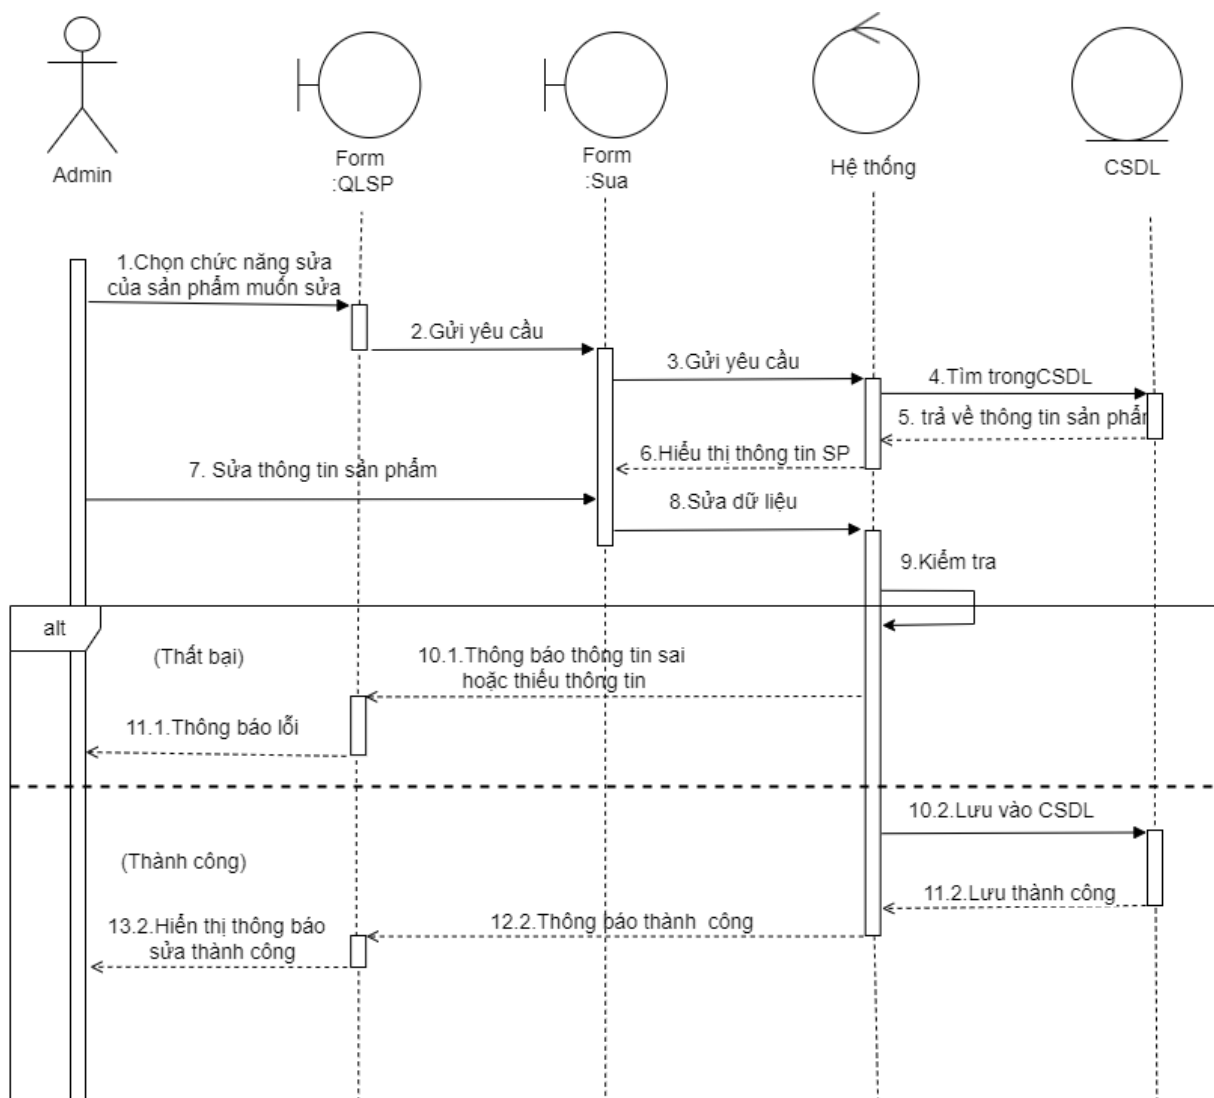 Admin
Form
:QLSP
Form
:Sua
Hệ thống
CSDL
1.Chọn chức năng sửa
của sản phẩm muốn sửa
2.Gửi yêu cầu
3.Gửi yêu cầu
4.Tìm trongCSDL
5. trả về thông tin sản phẩm
6.Hiểu thị thông tin SP
7. Sửa thông tin sản phẩm
8.Sửa dữ liệu
9.Kiểm tra
alt
(Thất bại)
10.1.Thông báo thông tin sai
hoặc thiếu thông tin
11.1.Thông báo lỗi
10.2.Lưu vào CSDL
(Thành công)
11.2.Lưu thành công
12.2.Thông báo thành  công
13.2.Hiển thị thông báo
sửa thành công